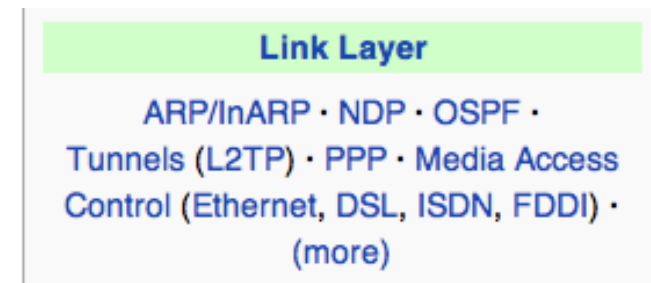 Link Layer
ARP/InARP · NDP · OSPF ·
Tunnels (L2TP) · PPP · Media Access
Control (Ethernet, DSL, ISDN, FDDI) ·
(more)